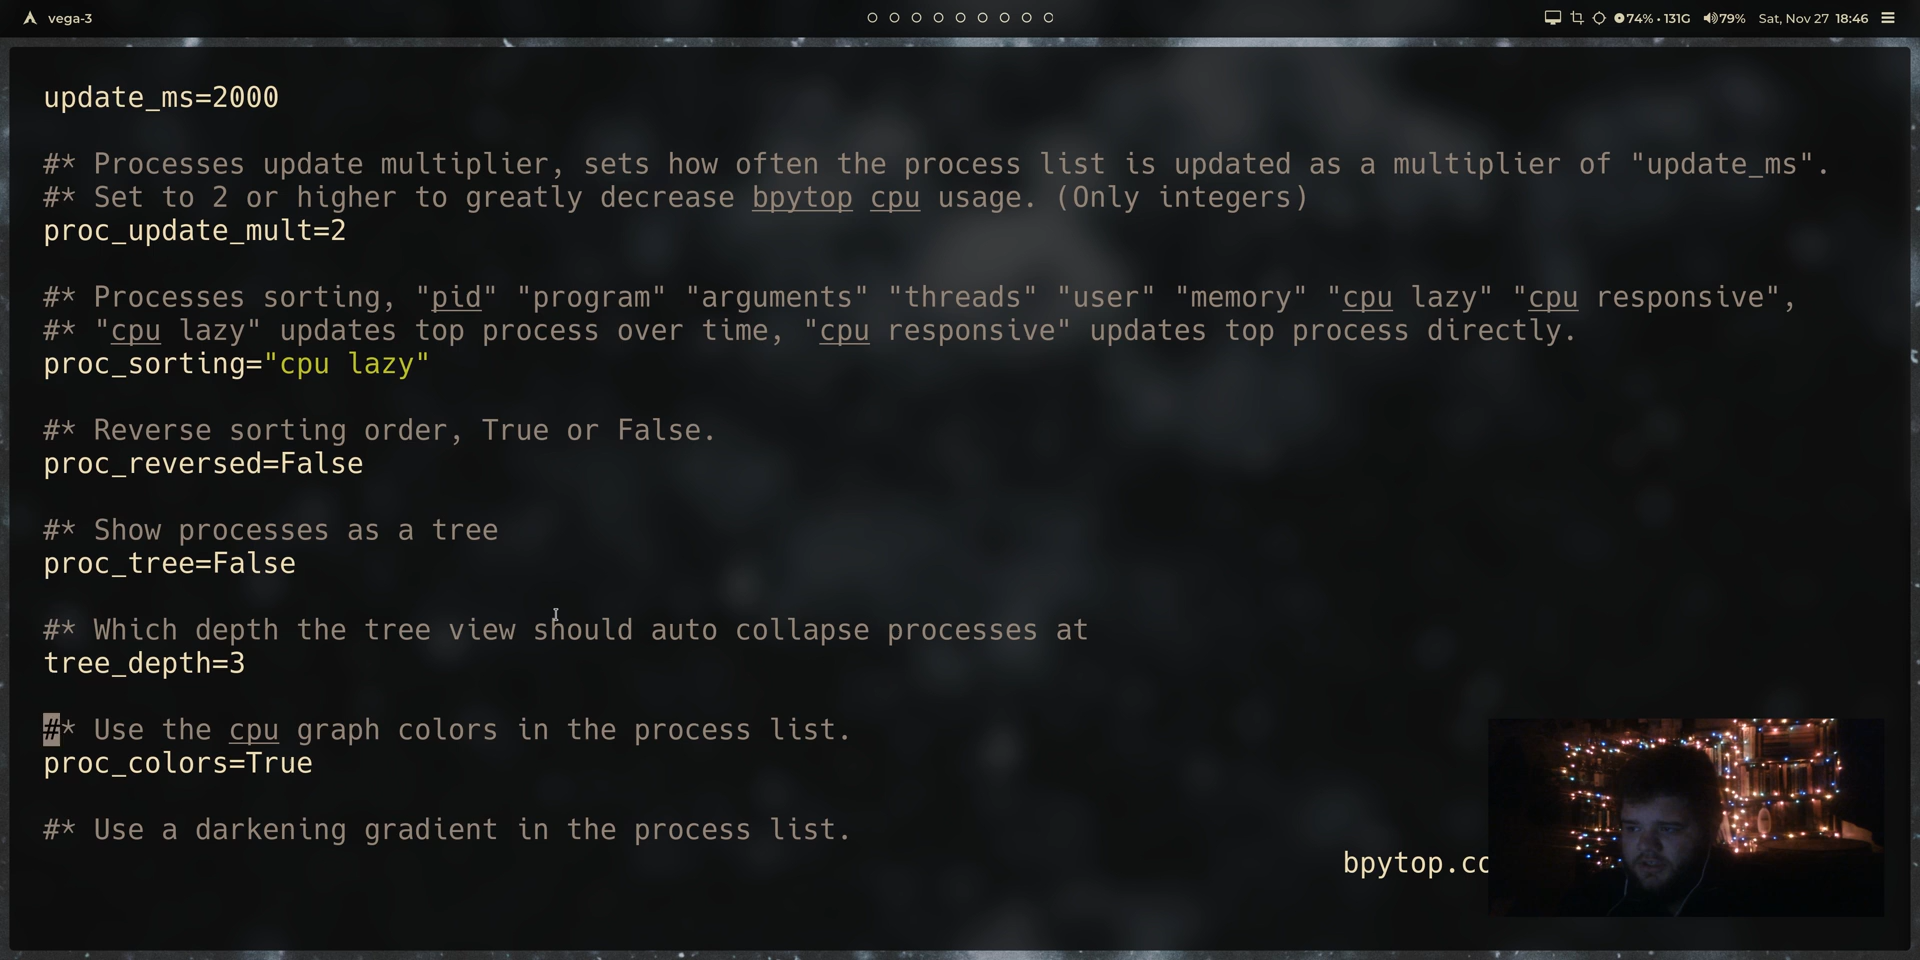 vega-3
74% • 131G
79%
Sat, Nov 27 18:46
update_ms=2000
#* Processes update multiplier, sets how often the process list is updated as a multiplier of "update_ms".
#* Set to 2 or higher to greatly decrease bpytop cpu usage. (Only integers)
proc_update_mult=2
#* Processes sorting, "pid" "program" "arguments" "threads" "user" "memory" "cpu lazy" "cpu responsive",
#* "cpu lazy" updates top process over time, "cpu responsive" updates top process directly.
proc_sorting="cpu lazy"
#* Reverse sorting order, True or False.
proc_reversed=False
#* Show processes as a tree
proc_tree=False
#* Which depth the tree view should auto collapse processes at
tree_depth=3
#* Use the cpu graph colors in the process list.
proc_colors=True
#* Use a darkening gradient in the process list.
bpytop.co